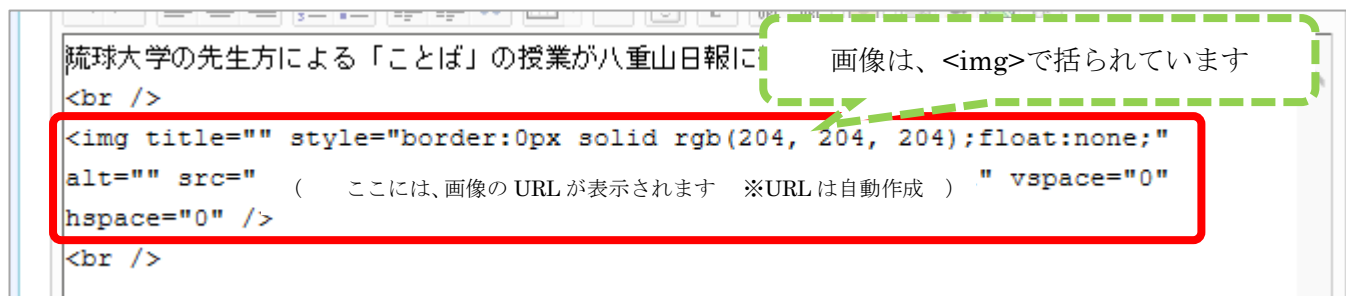 琉球大学の先生方による「ことば」の授業が八重山日報に
画像は、<img>で括られています
<br />
<img title="" style="border:0px solid rgb(204, 204, 204);float:none;"
alt="" src=" ( ここには、画像の URL が表示されます ※URL は自動作成 ) " vspace="0"
hspace="0" />
<br />